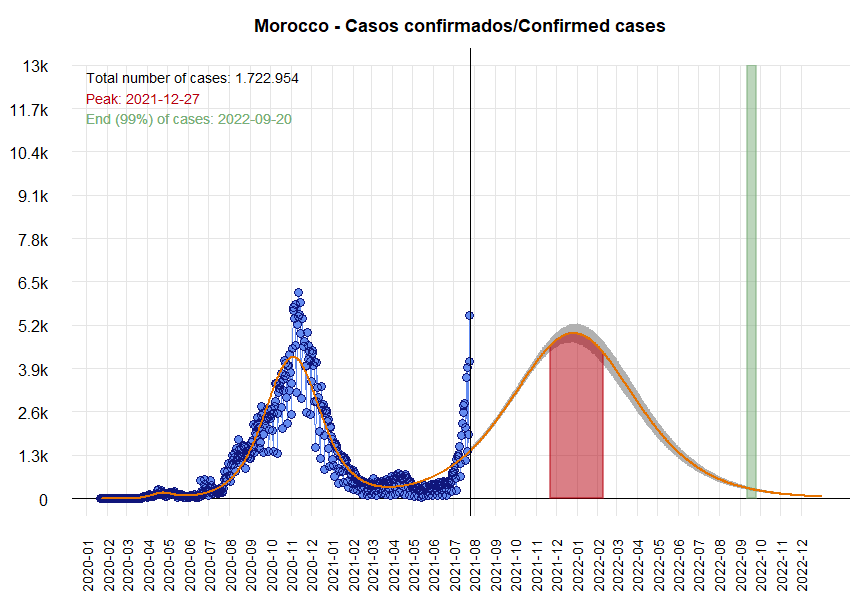 Morocco - Casos confirmados/Confirmed cases
13k
Total number of cases: 1.722.954
Peak: 2021-12-27
End (99%) of cases: 2022-09-20
11.7k
10.4k
9.1k
7.8k
6.5k
5.2k
3.9k
2.6k
1.3k
0
2020-01
2020-02
2020-03
2020-04
2020-05
2020-06
2020-07
2020-08
2020-09
2020-10
2020-11
2020-12
2021-01
2021-02
2021-03
2021-04
2021-05
2021-06
2021-07
2021-08
2021-09
2021-10
2021-11
2021-12
2022-01
2022-02
2022-03
2022-04
2022-05
2022-06
2022-07
2022-08
2022-09
2022-10
2022-11
2022-12